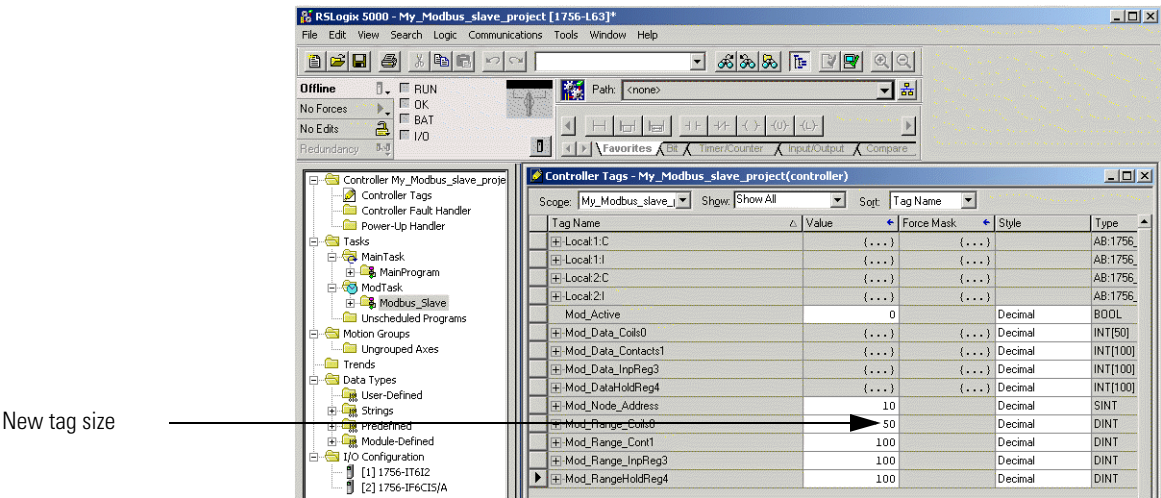 RSLogix 5000 - My_Modbus_slave_project [1756-L63]*
File Edit View Search Logic Communications Tools Window Help
Offline
RUN
No Forces
OK
BAT
No Edits
I/O
Redundancy
Path: <none>
Favorites Bit Timer/Counter Input/Output Compare
Controller My_Modbus_slave_proje
Controller Tags
Controller Fault Handler
Power-Up Handler
Tasks
MainTask
MainProgram
ModTask
Modbus_Slave
Unscheduled Programs
Motion Groups
Ungrouped Axes
Trends
Data Types
User-Defined
Strings
Predefined
Module-Defined
I/O Configuration
[1] 1756-IT6I2
[2] 1756-IF6CIS/A
New tag size
Controller Tags - My_Modbus_slave_project(controller)
Scope: My_Modbus_slave_ Show: Show All Sort: Tag Name
Tag Name Value Force Mask Style Type
Local:1:C {...} {...} AB:1756_
Local:1:I {...} {...} AB:1756_
Local:2:C {...} {...} AB:1756_
Local:2:I {...} {...} AB:1756_
Mod_Active 0 Decimal BOOL
Mod_Data_Coils0 {...} {...} Decimal INT[50]
Mod_Data_Contacts1 {...} {...} Decimal INT[100]
Mod_Data_InpReg3 {...} {...} Decimal INT[100]
Mod_DataHoldReg4 {...} {...} Decimal INT[100]
Mod_Node_Address 10 Decimal SINT
Mod_Range_Coils0 50 Decimal DINT
Mod_Range_Cont1 100 Decimal DINT
Mod_Range_InpReg3 100 Decimal DINT
Mod_RangeHoldReg4 100 Decimal DINT